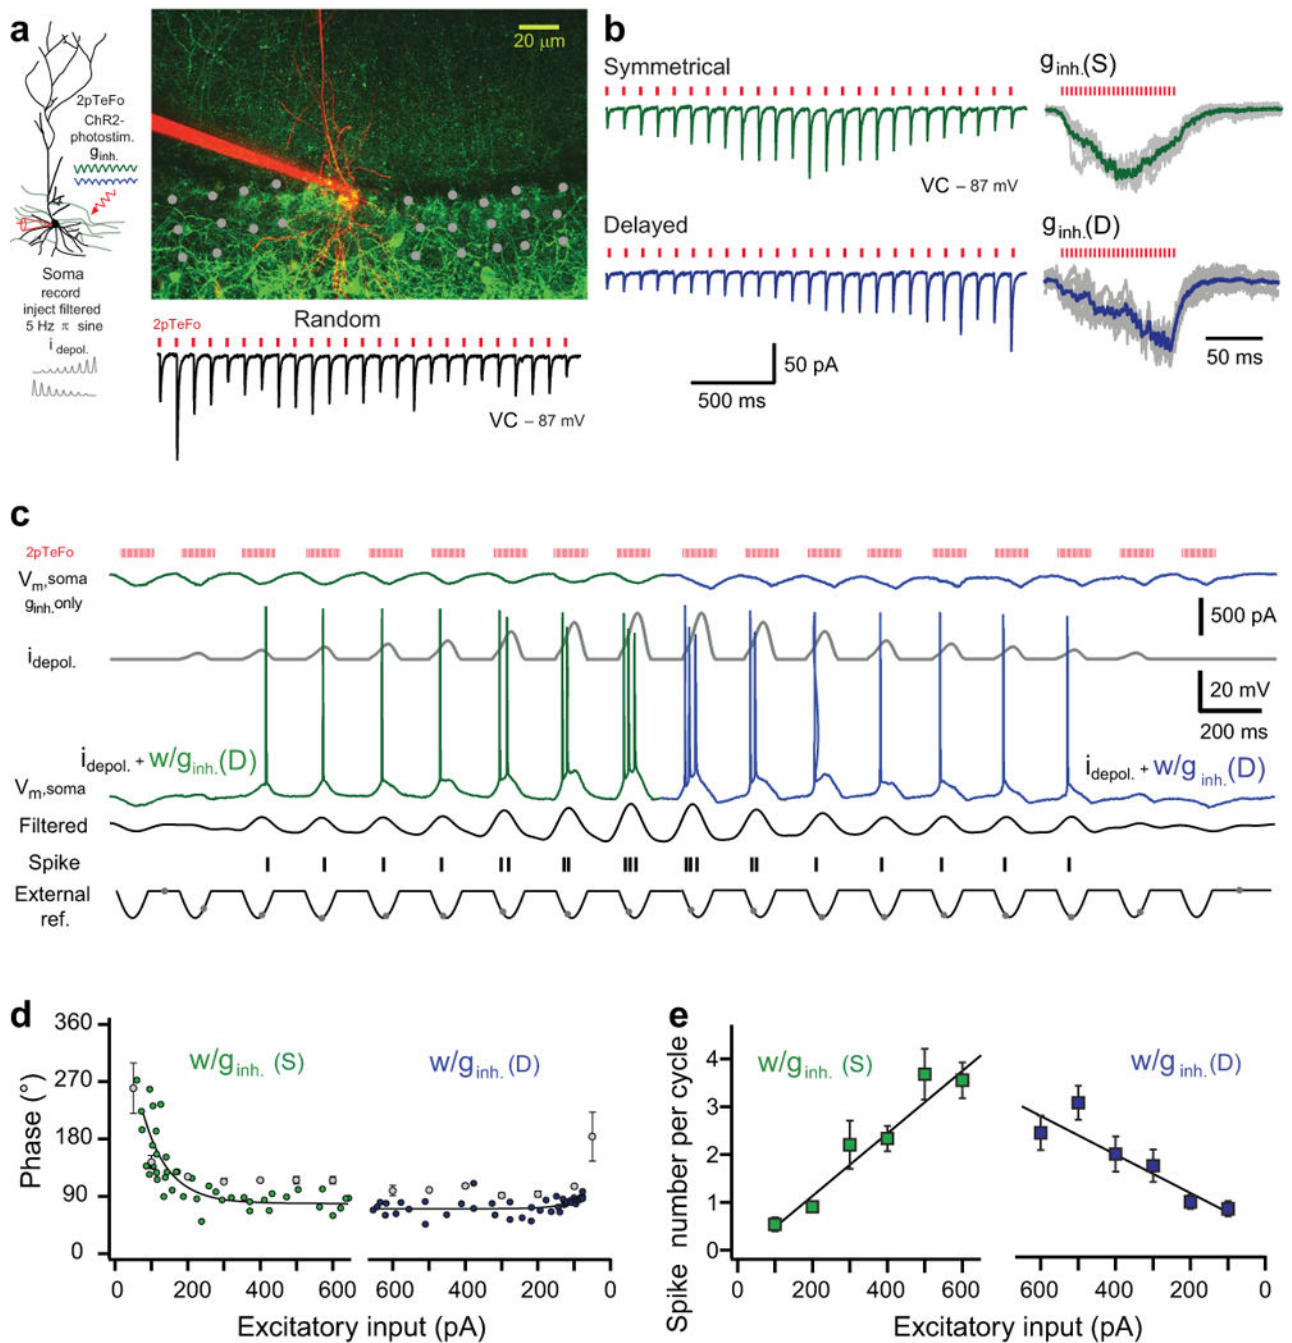 a
2pTeFo
ChR2-
photostim.
ginh.
Soma
record
inject filtered
5 Hz π sine
idepol.
20 µm
Random
2pTeFo
VC – 87 mV
b
Symmetrical
VC – 87 mV
ginh.(S)
Delayed
ginh.(D)
50 pA
500 ms
50 ms
c
2pTeFo
Vm,soma
ginh.only
500 pA
idepol.
20 mV
200 ms
idepol. + w/ginh.(D)
idepol. + w/ginh.(D)
Vm,soma
Filtered
Spike
External
ref.
d
Phase (°)
360
270
180
90
0
w/ginh. (S)
w/ginh. (D)
0 200 400 600
600 400 200 0
Excitatory input (pA)
e
Spike number per cycle
4
3
2
1
0
w/ginh. (S)
w/ginh. (D)
0 200 400 600
600 400 200 0
Excitatory input (pA)